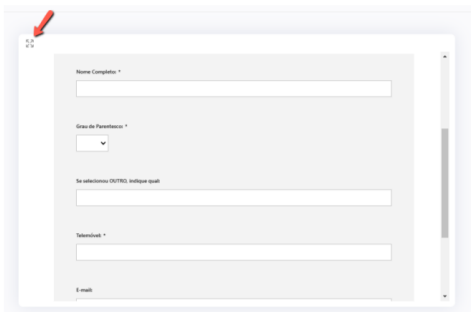 Nome Completo: *
Grau de Parentesco: *
Se selecionou OUTRO, indique qual:
Telemóvel: *
E-mail: